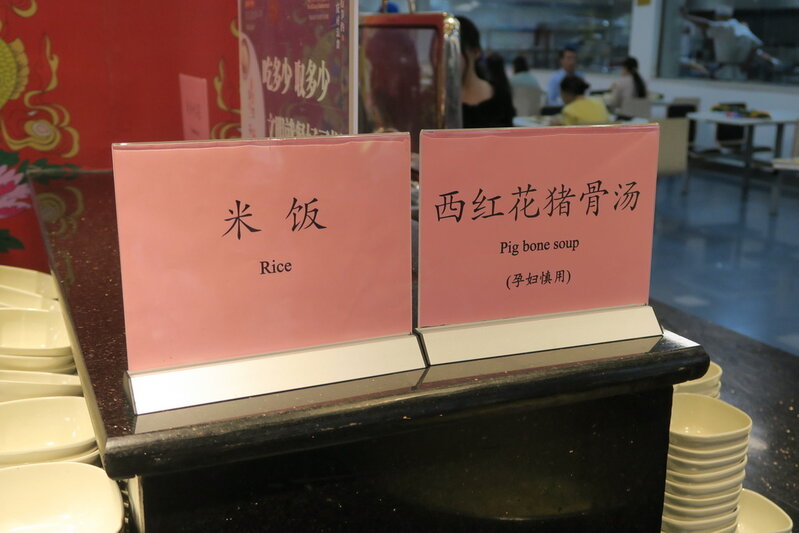 吃多少 取多少
米饭
Rice
西红花猪骨汤
Pig bone soup
(孕妇慎用)